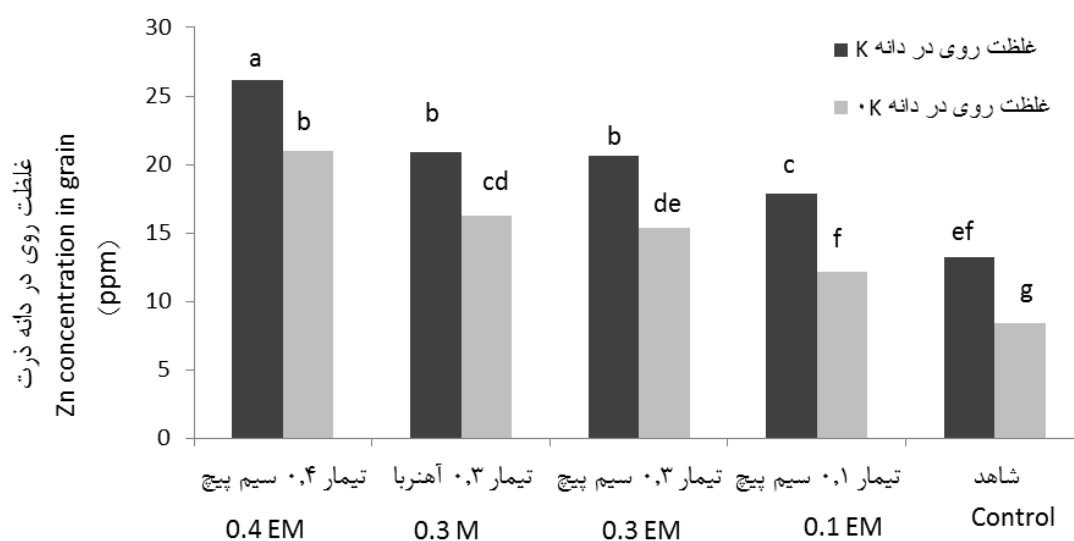 غلظت روی در دانه ذرت
Zn concentration in grain
(ppm)
30
25
20
15
10
5
0
غلظت روی در دانه K
غلظت روی در دانه ۰K
a
b
b
cd
b
de
c
f
ef
g
تیمار ۰,۴ سیم پیچ
تیمار ۰,۳ آهنربا
تیمار ۰,۳ سیم پیچ
تیمار ۰,۱ سیم پیچ
شاهد
0.4 EM
0.3 M
0.3 EM
0.1 EM
Control